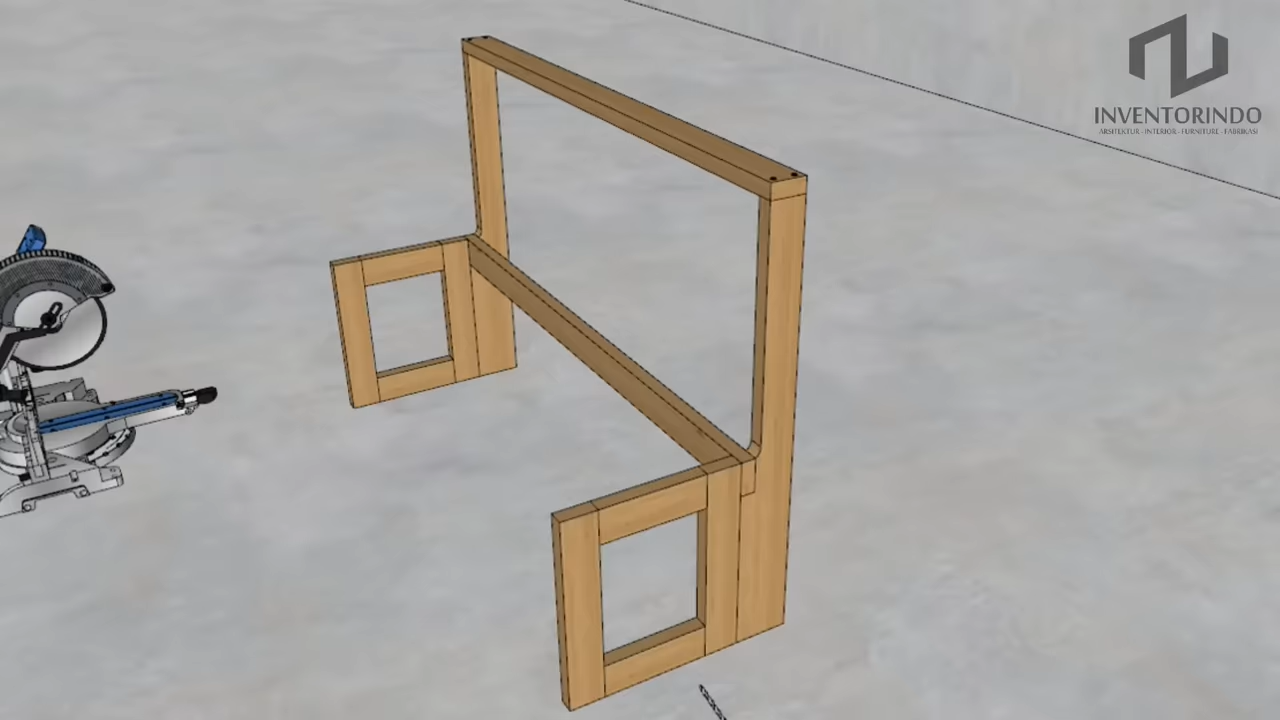 INVENTORINDO
ARSITEKTUR - INTERIOR - FURNITURE - FABRIKASI